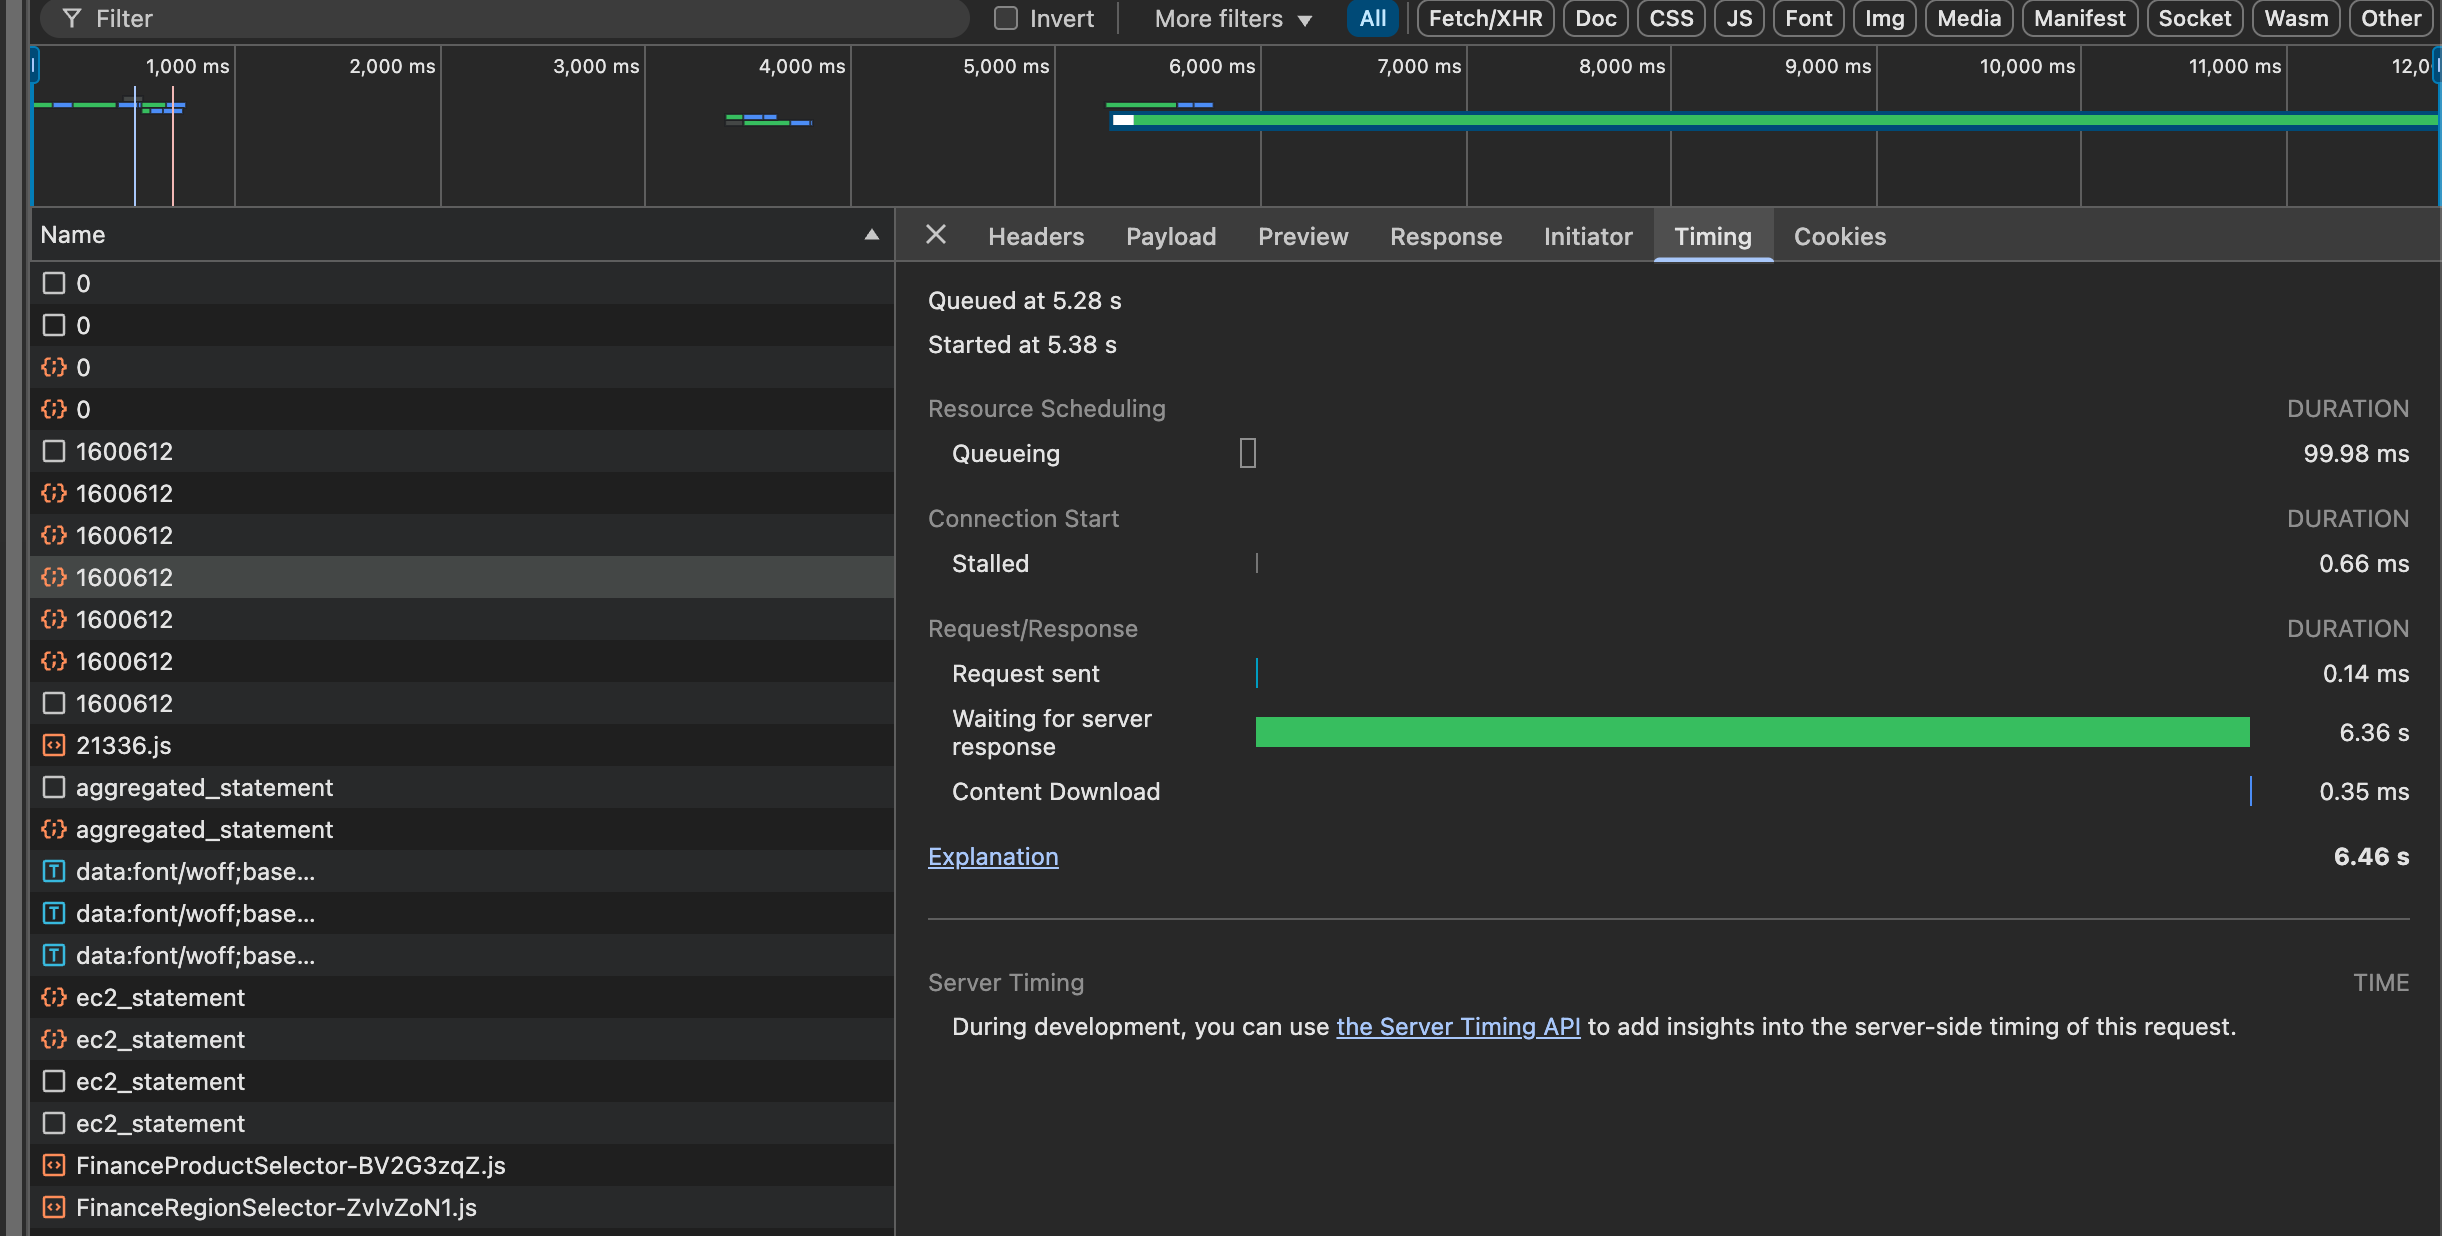 Filter
Invert
More filters
All
Fetch/XHR
Doc
CSS
JS
Font
Img
Media
Manifest
Socket
Wasm
Other
1,000 ms
2,000 ms
3,000 ms
4,000 ms
5,000 ms
6,000 ms
7,000 ms
8,000 ms
9,000 ms
10,000 ms
11,000 ms
12,0
Name
0
0
0
0
1600612
1600612
1600612
1600612
1600612
1600612
1600612
21336.js
aggregated_statement
aggregated_statement
data:font/woff;base...
data:font/woff;base...
data:font/woff;base...
ec2_statement
ec2_statement
ec2_statement
ec2_statement
FinanceProductSelector-BV2G3zqZ.js
FinanceRegionSelector-ZvIvZoN1.js
Headers
Payload
Preview
Response
Initiator
Timing
Cookies
Queued at 5.28 s
Started at 5.38 s
Resource Scheduling DURATION
Queueing 99.98 ms
Connection Start DURATION
Stalled 0.66 ms
Request/Response DURATION
Request sent 0.14 ms
Waiting for server
response 6.36 s
Content Download 0.35 ms
Explanation 6.46 s
Server Timing TIME
During development, you can use the Server Timing API to add insights into the server-side timing of this request.